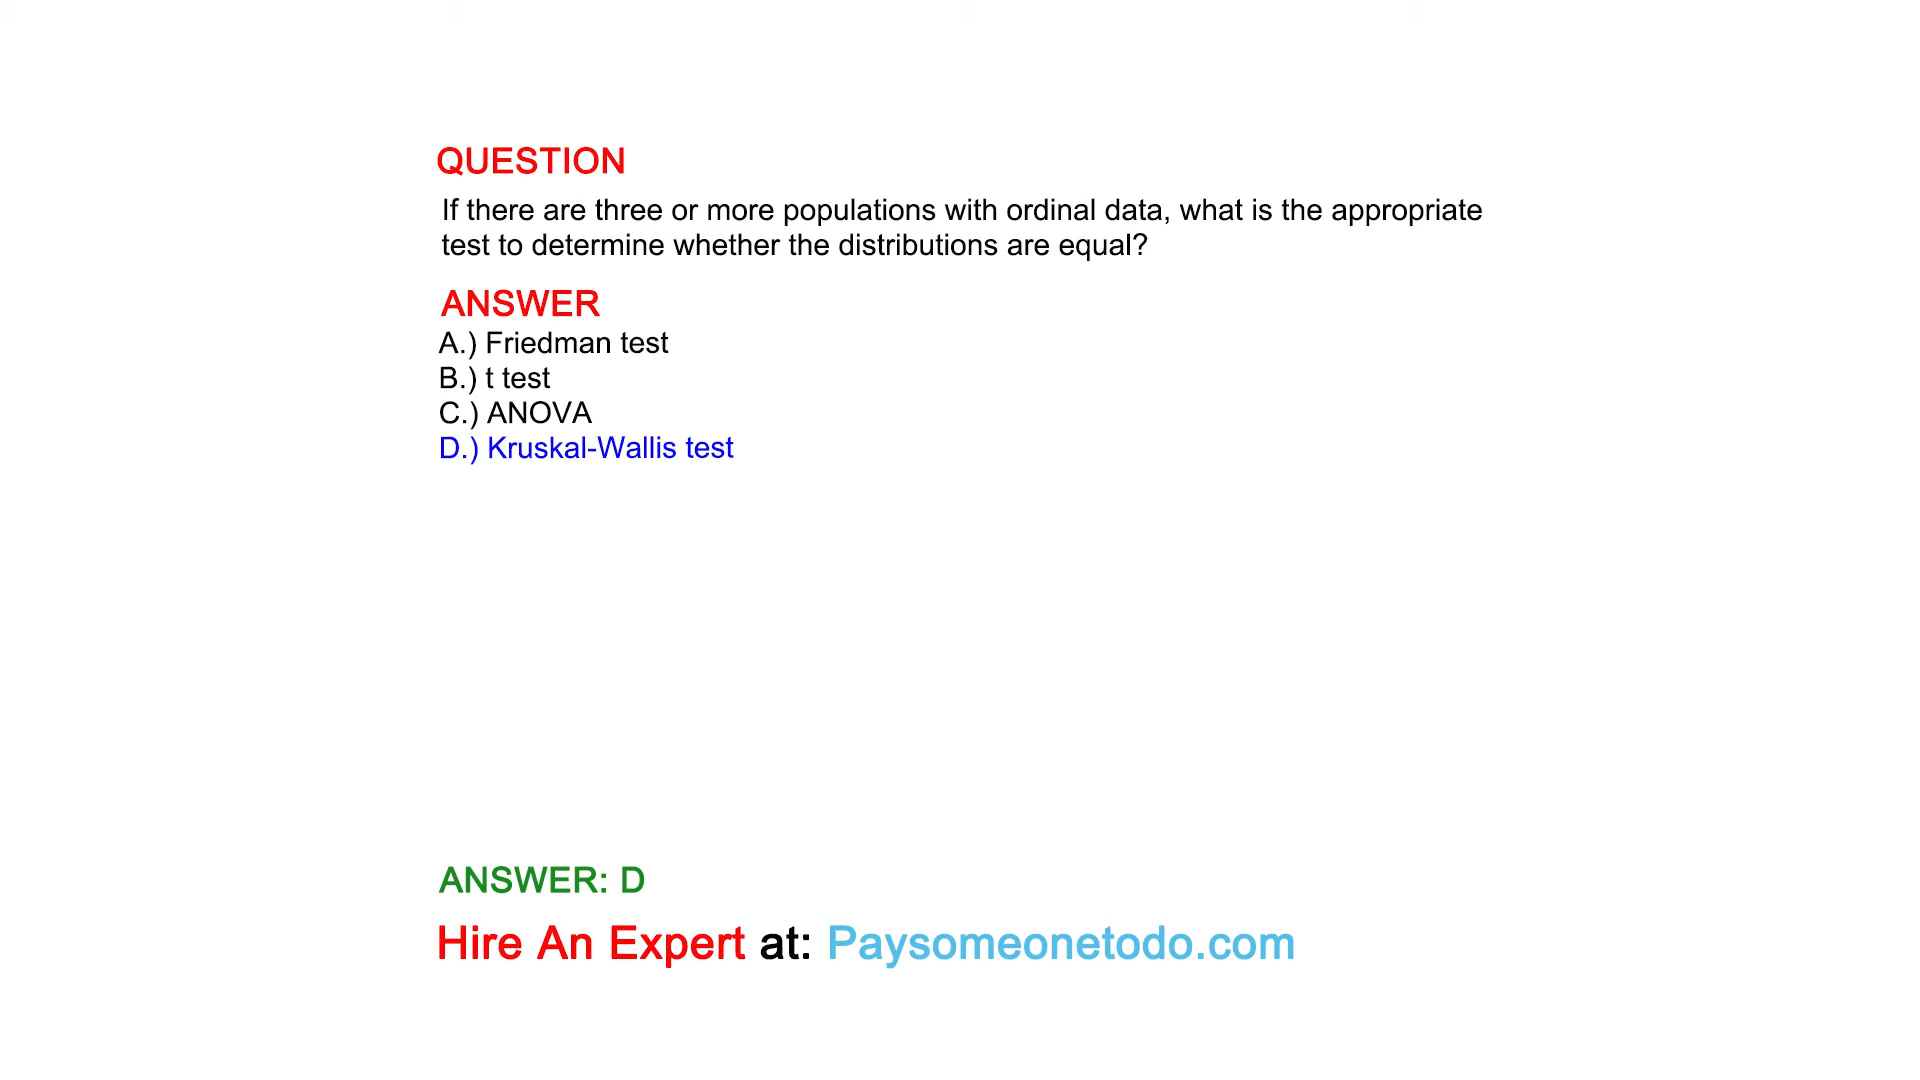 QUESTION
If there are three or more populations with ordinal data, what is the appropriate
test to determine whether the distributions are equal?
ANSWER
A.) Friedman test
B.) t test
C.) ANOVA
D.) Kruskal-Wallis test
ANSWER: D
Hire An Expert at: Paysomeonetodo.com